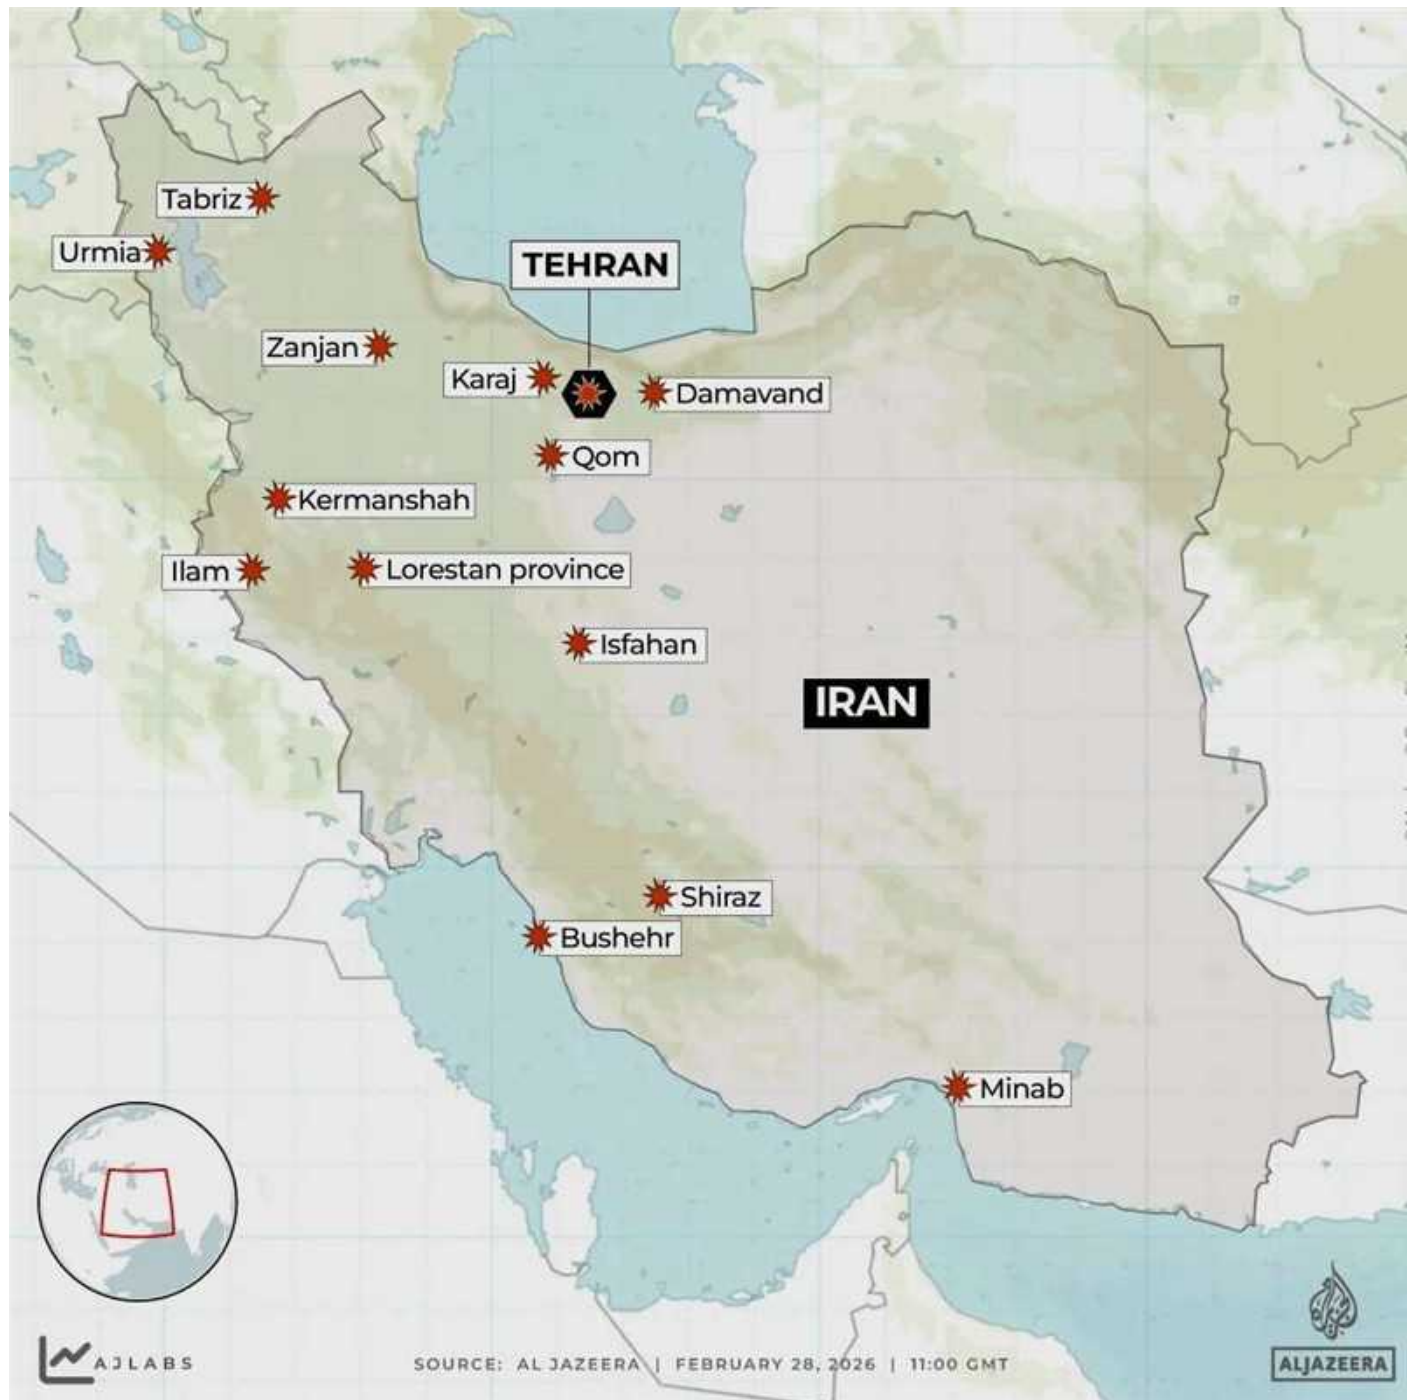 Tabriz
Urmia
TEHRAN
Zanjan
Karaj
Damavand
Qom
Kermanshah
Ilam
Lorestan province
Isfahan
IRAN
Shiraz
Bushehr
Minab
AJLABS
SOURCE: AL JAZEERA | FEBRUARY 28, 2026 | 11:00 GMT
ALJAZEERA